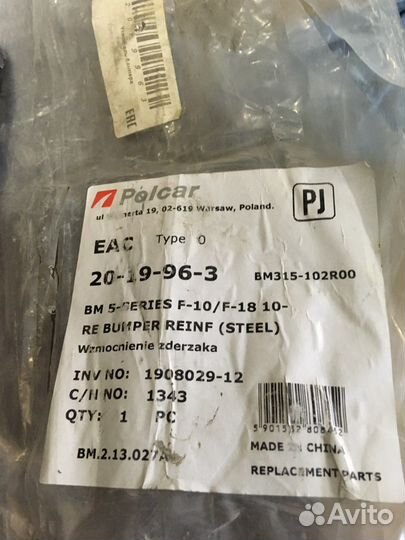 201996З
EAC
Polcar
ul 19, 02-619 Warsaw, Poland.
PJ
EAC Type 0
20-19-96-3 BM315-102R00
BM 5-SERIES F-10/F-18 10-
RE BUMPER REINF (STEEL)
Wzmocnienie zderzaka
INV NO: 1908029-12
C/N NO: 1343
QTY: 1 PC
BM.2.13.027A
MADE IN CHINA
REPLACEMENT PARTS
Avito